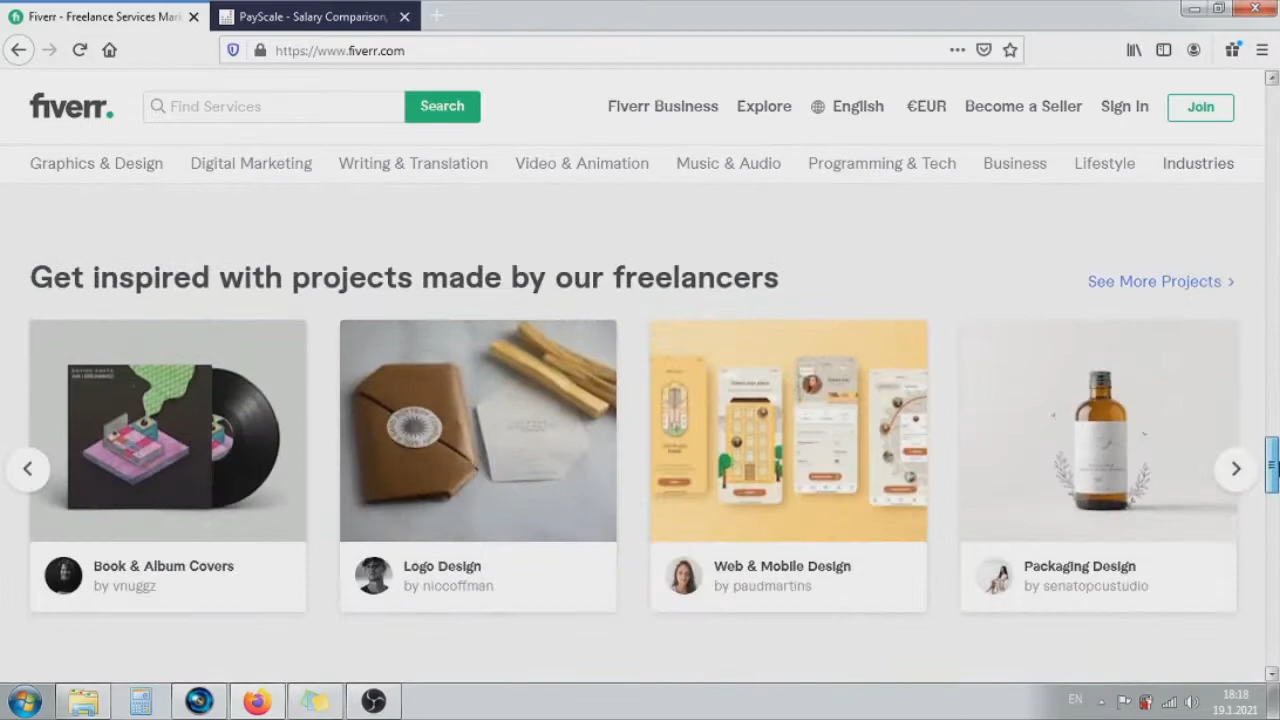 Fiverr - Freelance Services Mar
PayScale - Salary Comparison,
https://www.fiverr.com
fiverr.
Find Services
Search
Fiverr Business
Explore
English
€EUR
Become a Seller
Sign In
Join
Graphics & Design
Digital Marketing
Writing & Translation
Video & Animation
Music & Audio
Programming & Tech
Business
Lifestyle
Industries
Get inspired with projects made by our freelancers
See More Projects >
Book & Album Covers
by vnuggz
Logo Design
by niccoffman
Web & Mobile Design
by paudmartins
Packaging Design
by senatopcustudio
EN
18:18
19.1.2021